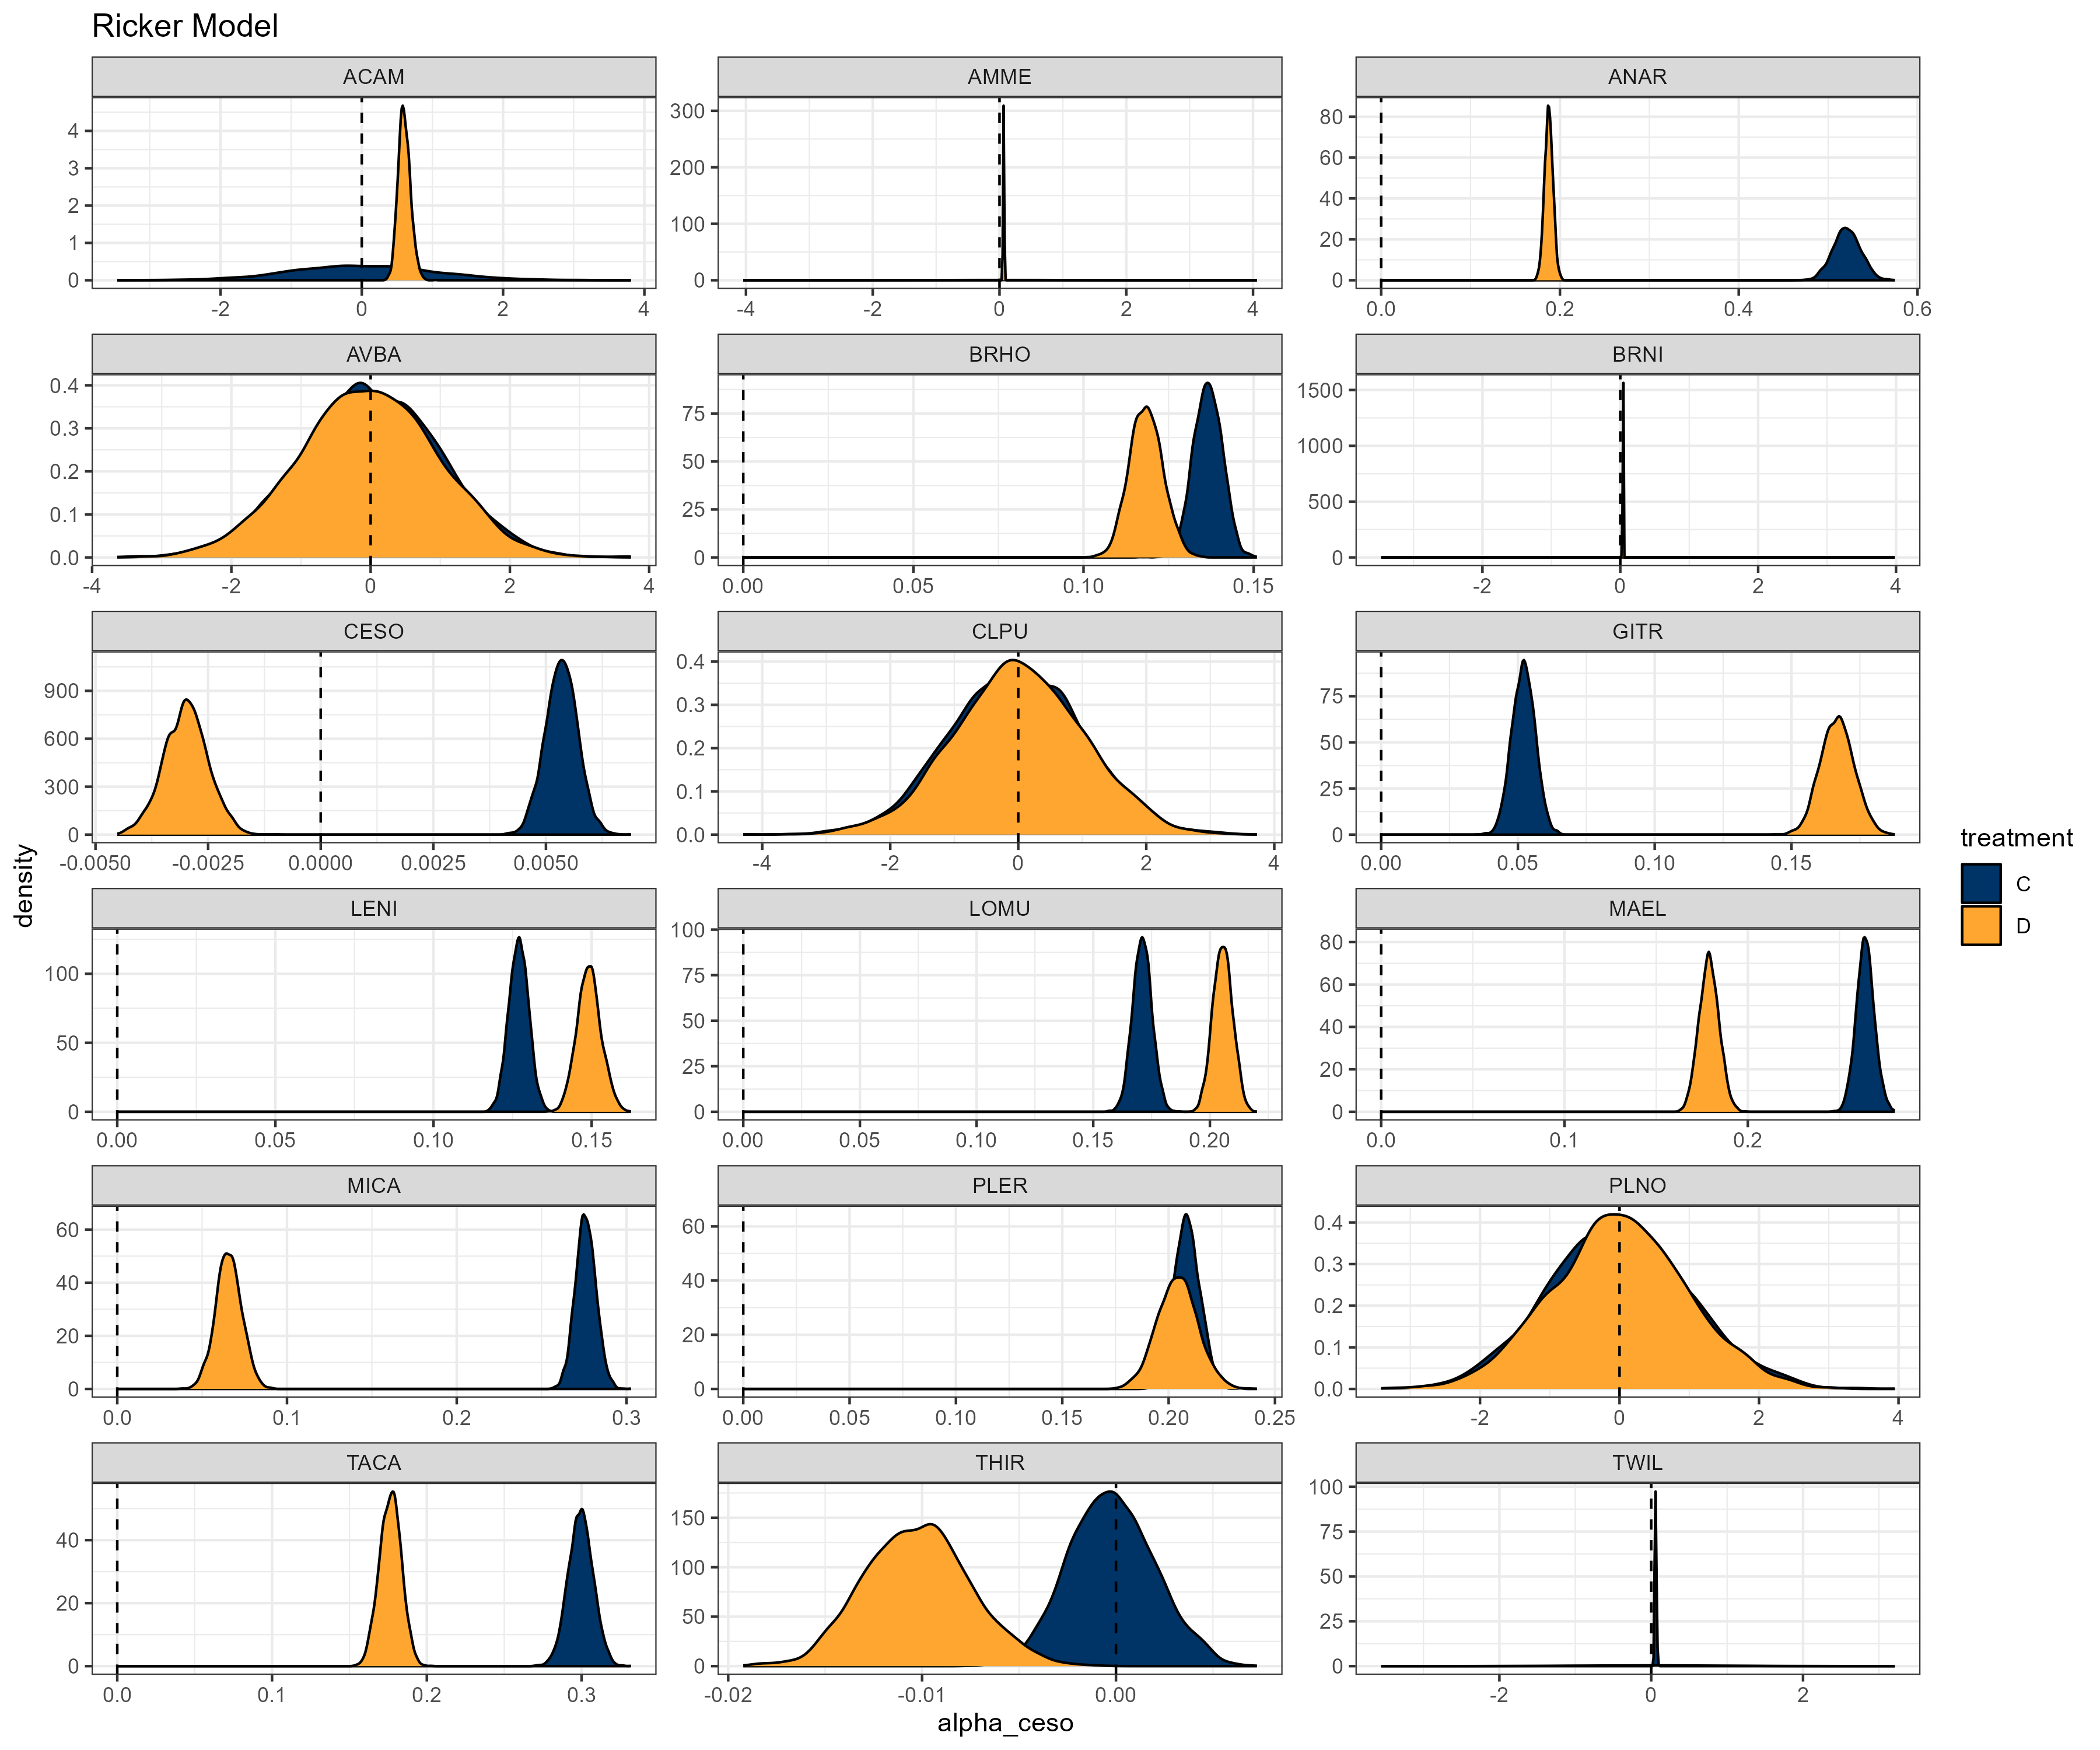 Ricker Model
ACAM AMME ANAR
4 3 2 1 0
-2 0 2 4
300 200 100 0
-4 -2 0 2 4
80 60 40 20 0
0.0 0.2 0.4 0.6
AVBA BRHO BRNI
0.4 0.3 0.2 0.1 0.0
-4 -2 0 2 4
75 50 25 0
0.00 0.05 0.10 0.15
1500 1000 500 0
-2 0 2 4
CESO CLPU GITR
900 600 300 0
-0.0050 -0.0025 0.0000 0.0025 0.0050
0.4 0.3 0.2 0.1 0.0
-4 -2 0 2 4
75 50 25 0
0.00 0.05 0.10 0.15
LENI LOMU MAEL
100 50 0
0.00 0.05 0.10 0.15
100 75 50 25 0
0.00 0.05 0.10 0.15 0.20
80 60 40 20 0
0.0 0.1 0.2
MICA PLER PLNO
60 40 20 0
0.0 0.1 0.2 0.3
60 40 20 0
0.00 0.05 0.10 0.15 0.20 0.25
0.4 0.3 0.2 0.1 0.0
-2 0 2 4
TACA THIR TWIL
40 20 0
0.0 0.1 0.2 0.3
150 100 50 0
-0.02 -0.01 0.00
100 75 50 25 0
-2 0 2
density
alpha_ceso
treatment
C
D